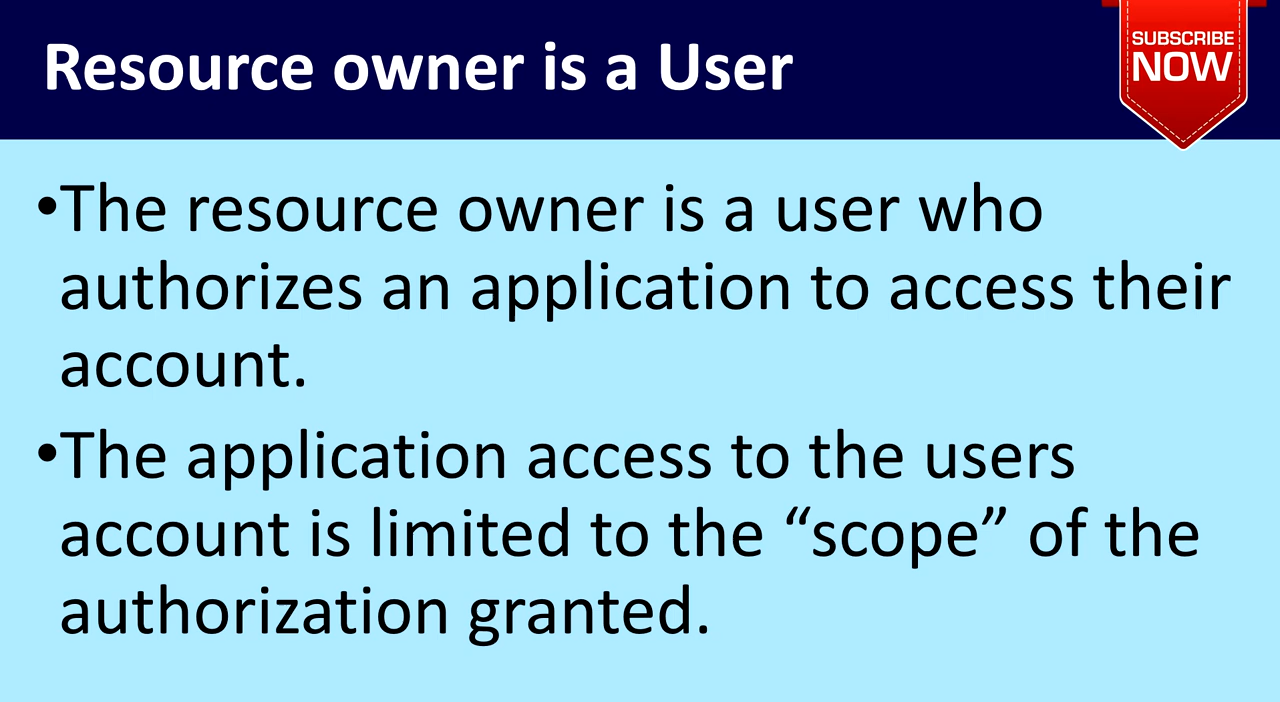 Resource owner is a User
SUBSCRIBE
NOW
•The resource owner is a user who
authorizes an application to access their
account.
•The application access to the users
account is limited to the “scope” of the
authorization granted.